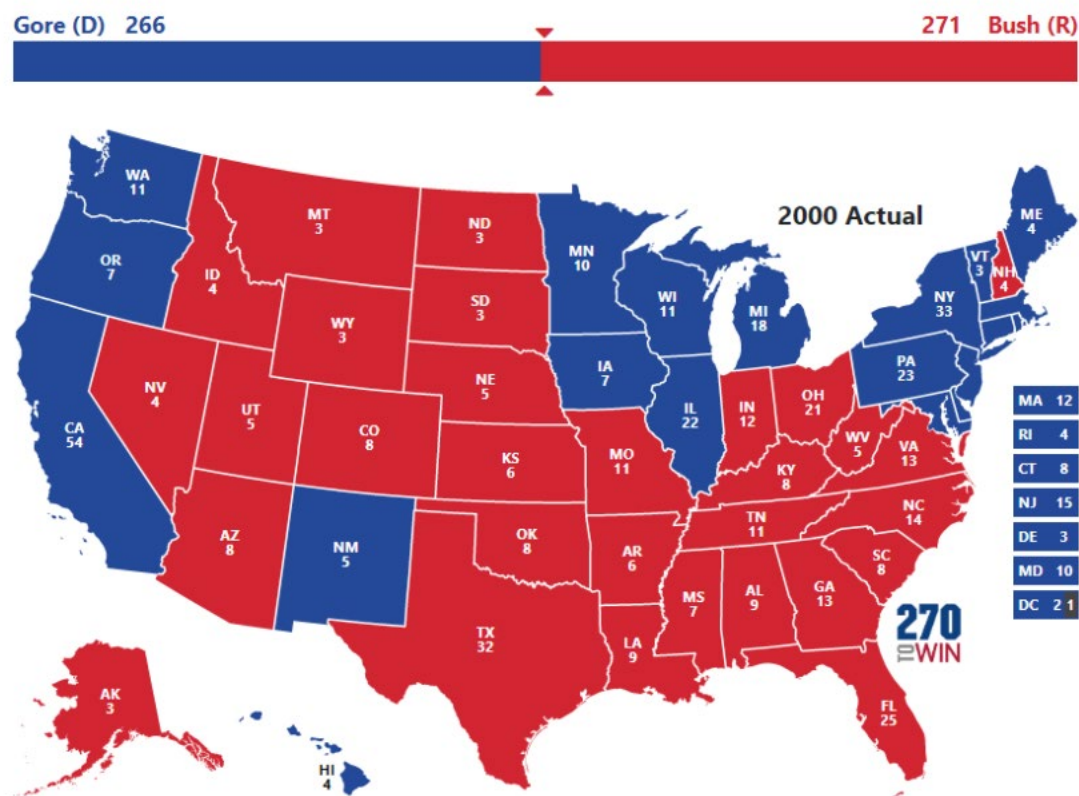 Gore (D) 266
271 Bush (R)
2000 Actual
WA
11
OR
7
CA
54
ID
4
NV
4
MT
3
WY
3
UT
5
AZ
8
CO
8
NM
5
ND
3
SD
3
NE
5
KS
6
OK
8
TX
32
MN
10
IA
7
MO
11
AR
6
LA
9
WI
11
IL
22
MI
18
IN
12
OH
21
KY
8
TN
11
MS
7
AL
9
GA
13
FL
25
SC
8
NC
14
VA
13
WV
5
PA
23
NY
33
VT
3
NH
4
ME
4
MA 12
RI 4
CT 8
NJ 15
DE 3
MD 10
DC 2 1
AK
3
HI
4
270
TO WIN